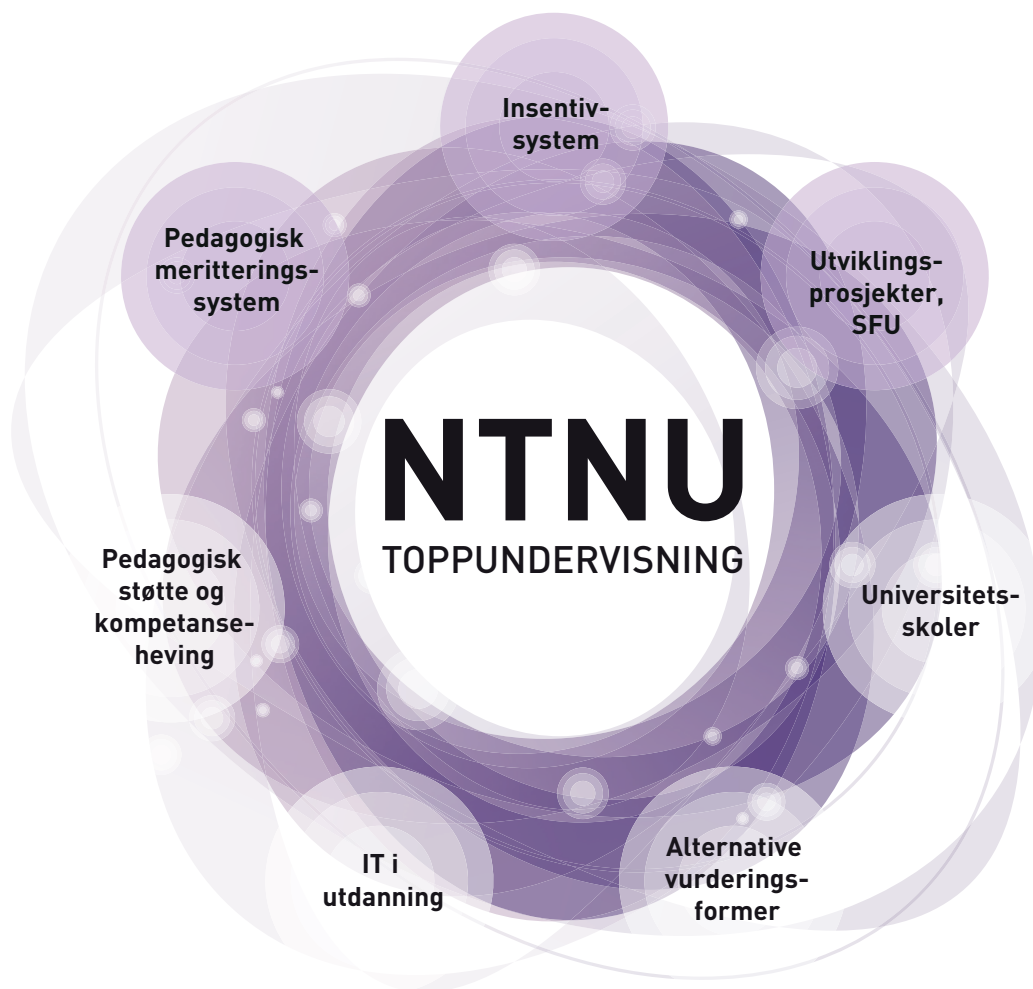 Insentiv-
system
Pedagogisk
meritterings-
system
Utviklings-
prosjekter,
SFU
NTNU
TOPPUNDERVISNING
Pedagogisk
støtte og
kompetanse-
heving
Universitets-
skoler
IT i
utdanning
Alternative
vurderings-
former